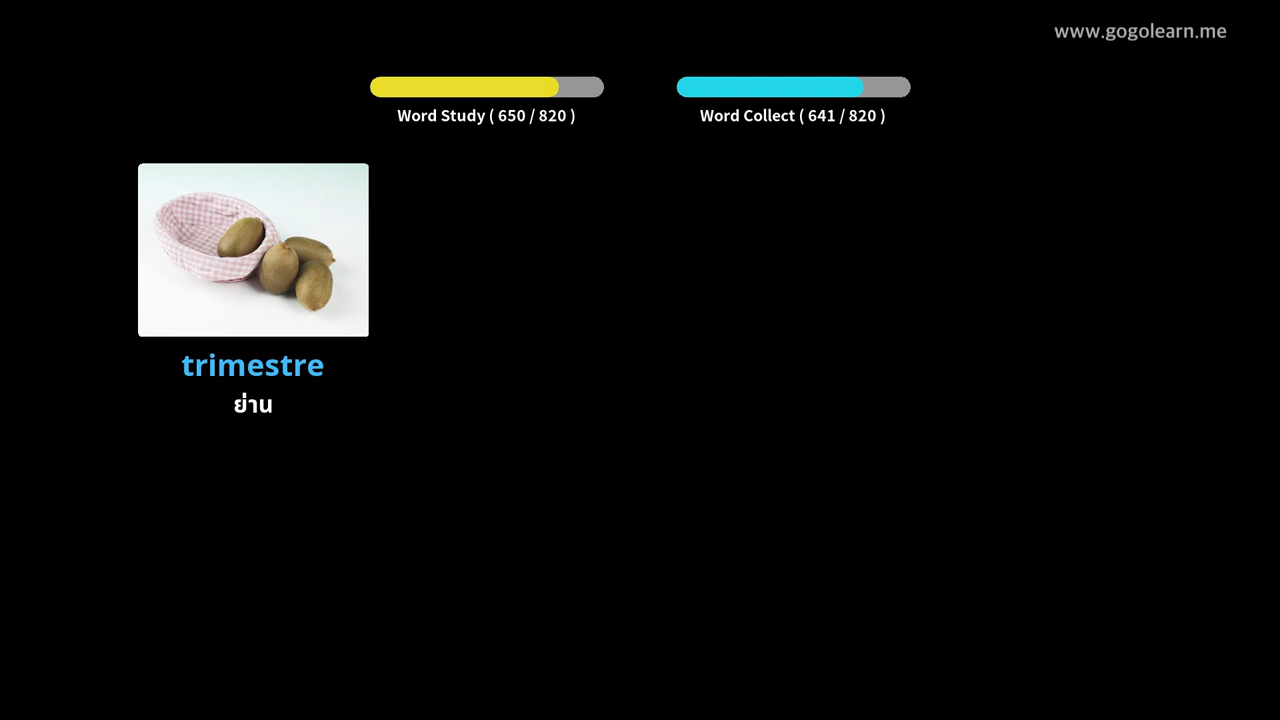 www.gogolearn.me
Word Study ( 650 / 820 )
Word Collect ( 641 / 820 )
trimestre
ย่าน